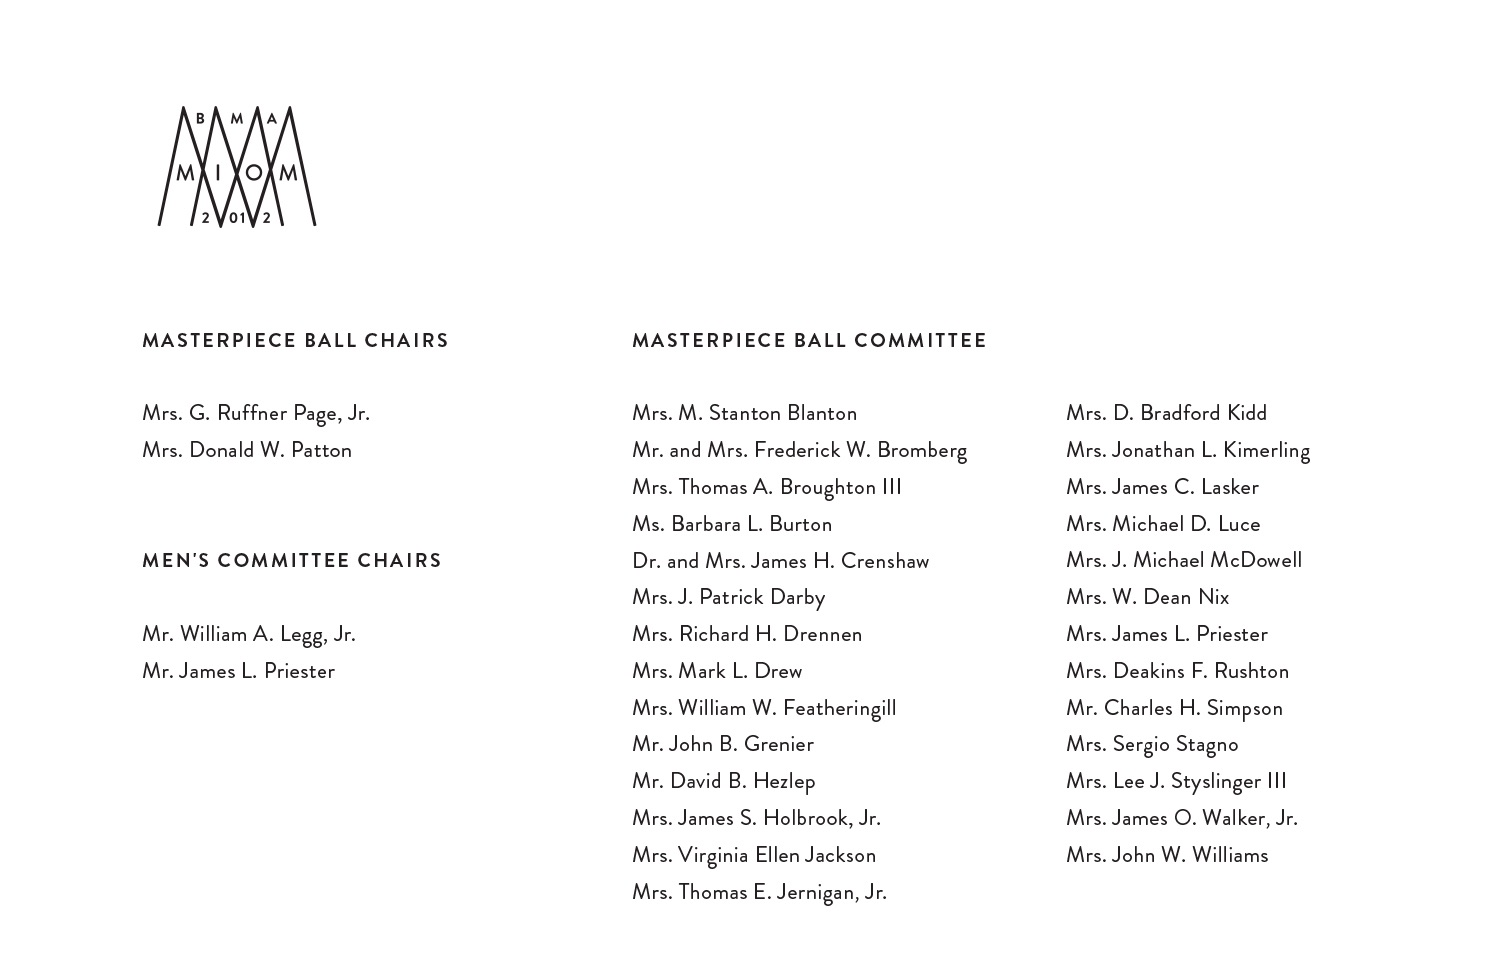 B M A
M I O M
2 01 2
MASTERPIECE BALL CHAIRS
Mrs. G. Ruffner Page, Jr.
Mrs. Donald W. Patton
MEN'S COMMITTEE CHAIRS
Mr. William A. Legg, Jr.
Mr. James L. Priester
MASTERPIECE BALL COMMITTEE
Mrs. M. Stanton Blanton
Mr. and Mrs. Frederick W. Bromberg
Mrs. Thomas A. Broughton III
Ms. Barbara L. Burton
Dr. and Mrs. James H. Crenshaw
Mrs. J. Patrick Darby
Mrs. Richard H. Drennen
Mrs. Mark L. Drew
Mrs. William W. Featheringill
Mr. John B. Grenier
Mr. David B. Hezlep
Mrs. James S. Holbrook, Jr.
Mrs. Virginia Ellen Jackson
Mrs. Thomas E. Jernigan, Jr.
Mrs. D. Bradford Kidd
Mrs. Jonathan L. Kimerling
Mrs. James C. Lasker
Mrs. Michael D. Luce
Mrs. J. Michael McDowell
Mrs. W. Dean Nix
Mrs. James L. Priester
Mrs. Deakins F. Rushton
Mr. Charles H. Simpson
Mrs. Sergio Stagno
Mrs. Lee J. Styslinger III
Mrs. James O. Walker, Jr.
Mrs. John W. Williams